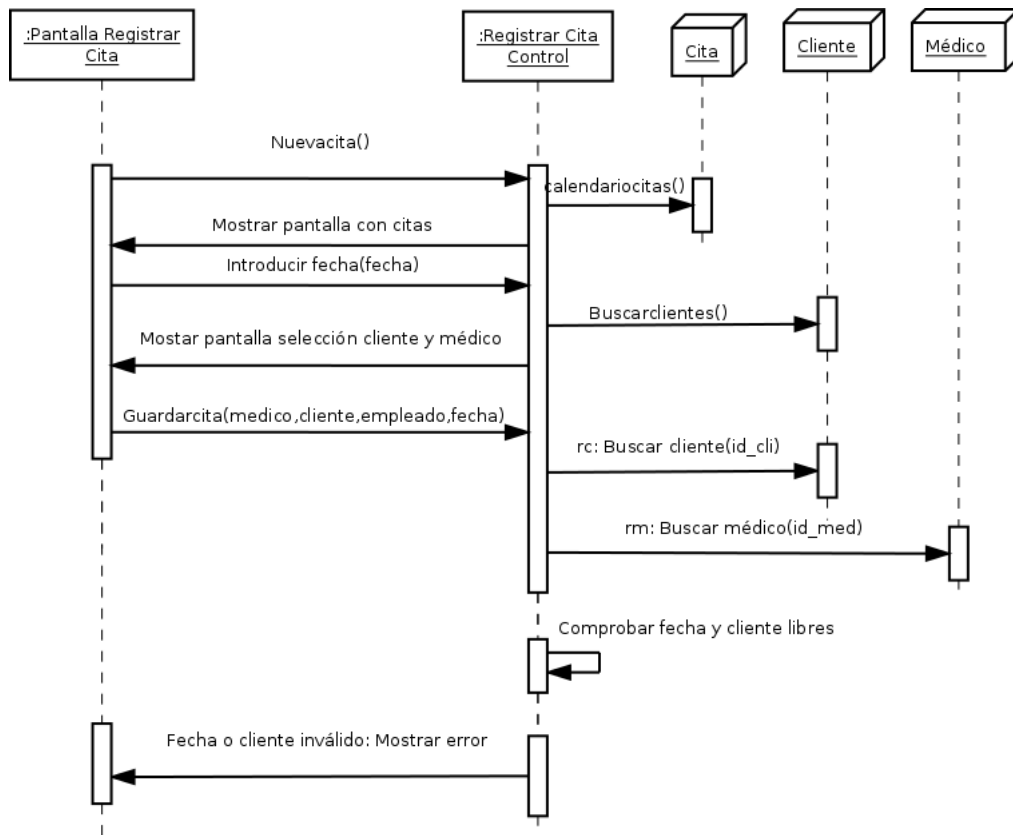 :Pantalla Registrar
Cita
:Registrar Cita
Control
Cita
Cliente
Médico
Nuevacita()
calendariocitas()
Mostrar pantalla con citas
Introducir fecha(fecha)
Buscarclientes()
Mostar pantalla selección cliente y médico
Guardarcita(medico,cliente,empleado,fecha)
rc: Buscar cliente(id_cli)
rm: Buscar médico(id_med)
Comprobar fecha y cliente libres
Fecha o cliente inválido: Mostrar error